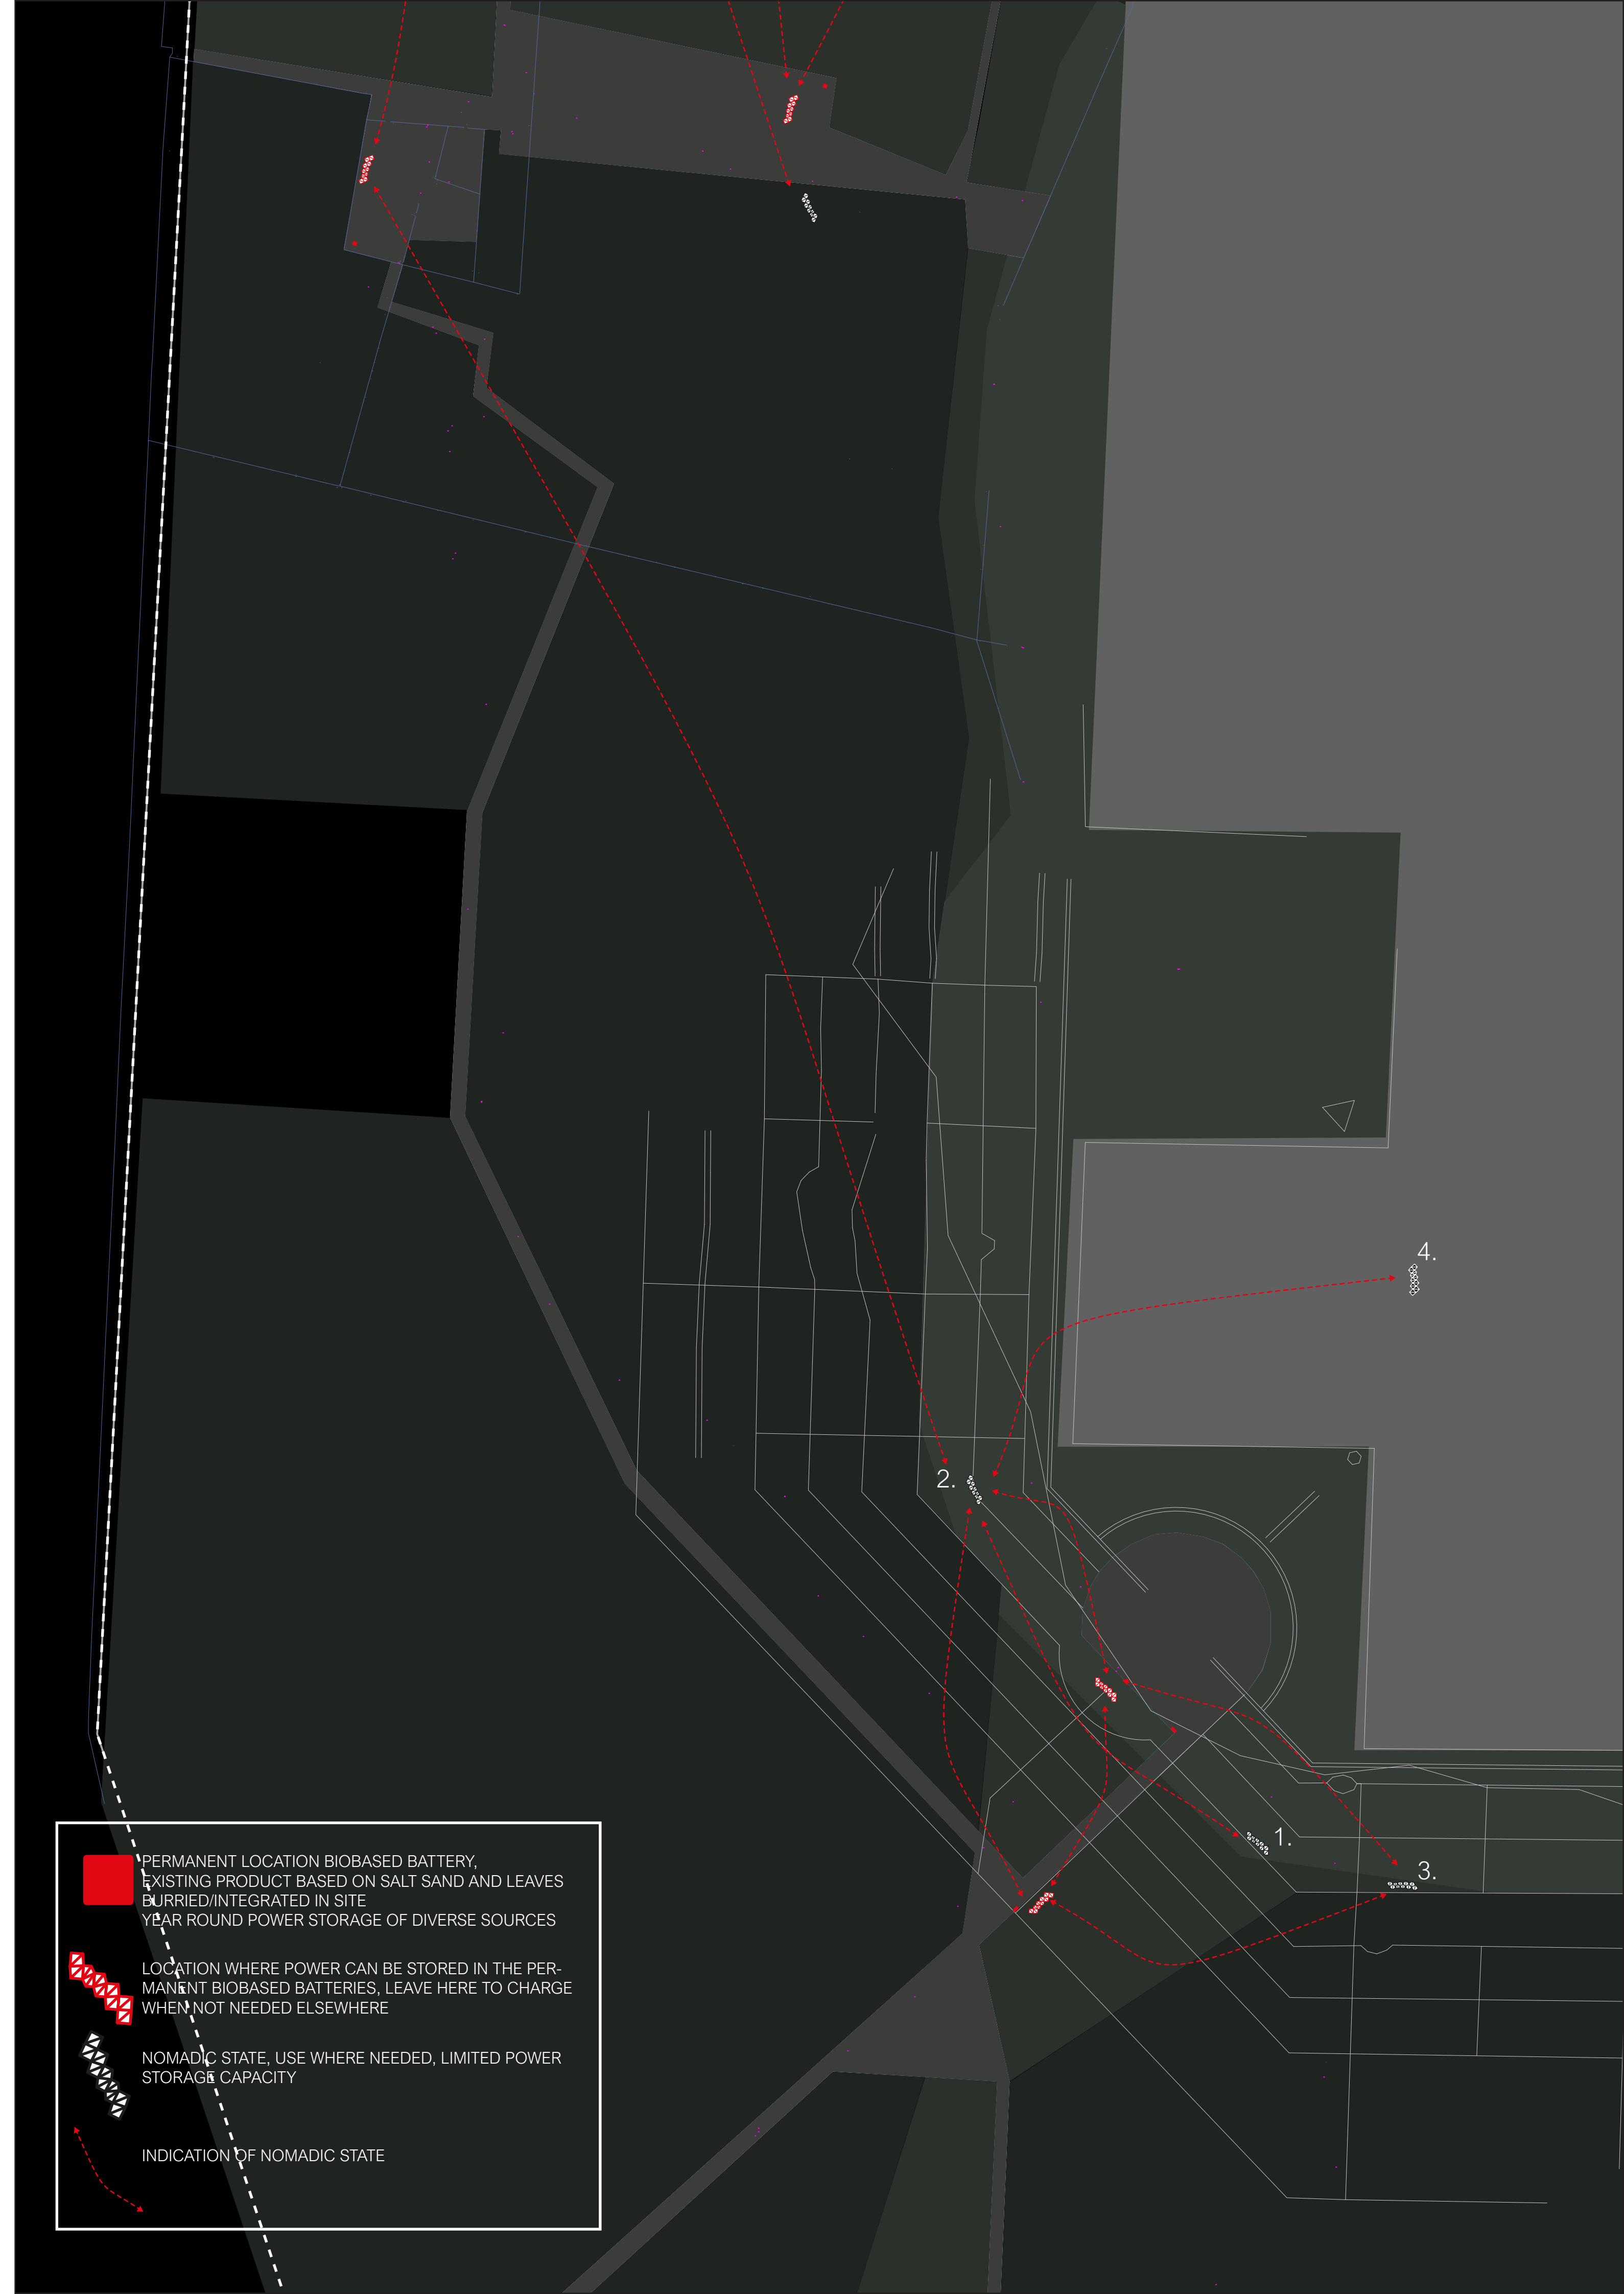 4.
2.
1.
3.
PERMANENT LOCATION BIOBASED BATTERY,
EXISTING PRODUCT BASED ON SALT SAND AND LEAVES
BURRIED/INTEGRATED IN SITE
YEAR ROUND POWER STORAGE OF DIVERSE SOURCES
LOCATION WHERE POWER CAN BE STORED IN THE PER-
MANENT BIOBASED BATTERIES, LEAVE HERE TO CHARGE
WHEN NOT NEEDED ELSEWHERE
NOMADIC STATE, USE WHERE NEEDED, LIMITED POWER
STORAGE CAPACITY
INDICATION OF NOMADIC STATE